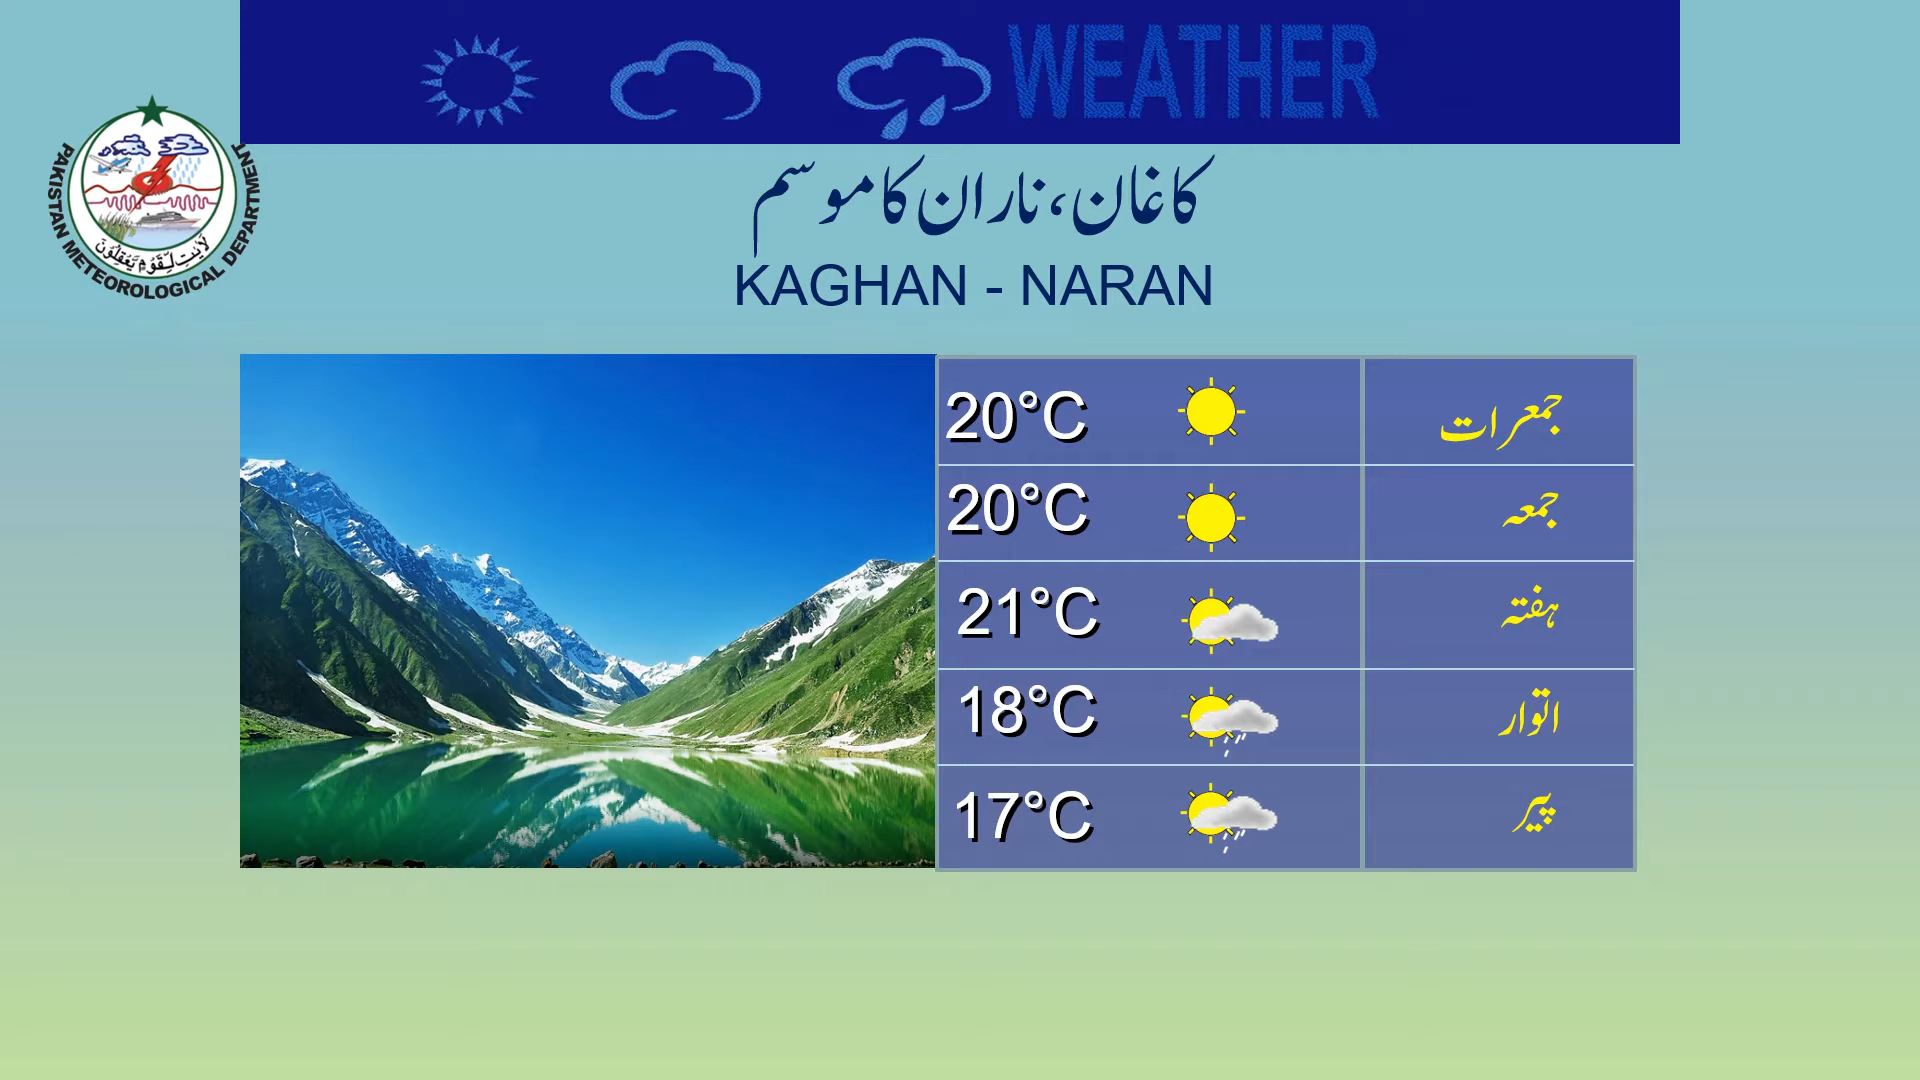 WEATHER
PAKISTAN METEOROLOGICAL DEPARTMENT
لَاٰيٰتٍ لِّقَوْمٍ يَّعْقِلُوْنَ
کاغان، ناران کا موسم
KAGHAN - NARAN
20°C جمعرات
20°C جمعہ
21°C ہفتہ
18°C اتوار
17°C پیر